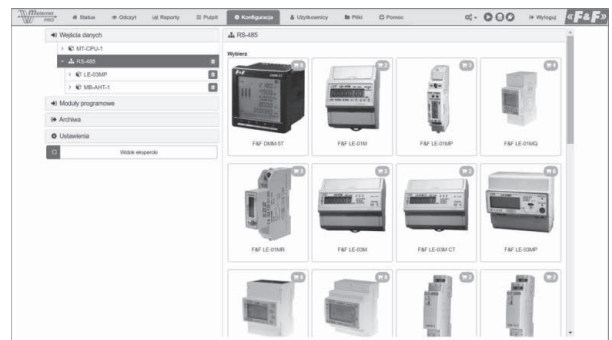 MeterNet PRO
Status
Odczyt
Raporty
Pulpit
Konfiguracja
Użytkownicy
Pliki
Pomoc
Wyloguj
«F&F»
Wejścia danych
MT-CPU-1
RS-485
LE-03MP
MB-AHT-1
Moduły programowe
Archiwa
Ustawienia
Widok ekspercki
RS-485
Wybierz
F&F DMM-5T
F&F LE-01M
F&F LE-01MP
F&F LE-01MQ
F&F LE-01MR
F&F LE-03M
F&F LE-03M CT
F&F LE-03MP